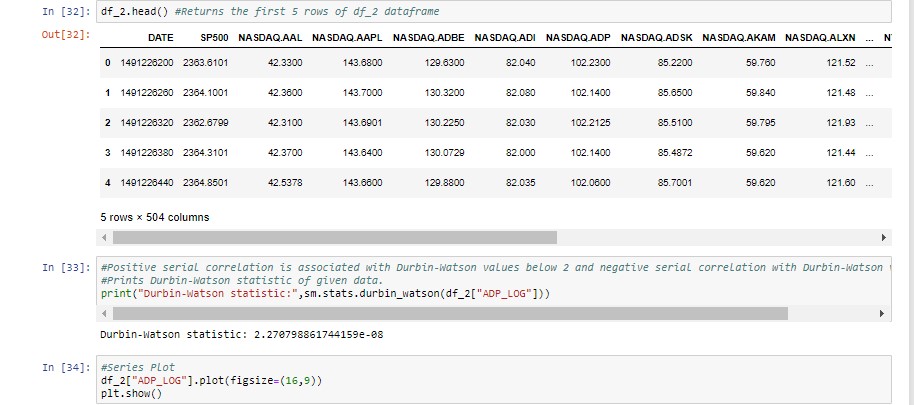 In [32]: df_2.head() #Returns the first 5 rows of df_2 dataframe
Out[32]:
DATE SP500 NASDAQ.AAL NASDAQ.AAPL NASDAQ.ADBE NASDAQ.ADI NASDAQ.ADP NASDAQ.ADSK NASDAQ.AKAM NASDAQ.ALXN ... N
0 1491226200 2363.6101 42.3300 143.6800 129.6300 82.040 102.2300 85.2200 59.760 121.52 ...
1 1491226260 2364.1001 42.3600 143.7000 130.3200 82.080 102.1400 85.6500 59.840 121.48 ...
2 1491226320 2362.6799 42.3100 143.6901 130.2250 82.030 102.2125 85.5100 59.795 121.93 ...
3 1491226380 2364.3101 42.3700 143.6400 130.0729 82.000 102.1400 85.4872 59.620 121.44 ...
4 1491226440 2364.8501 42.5378 143.6600 129.8800 82.035 102.0600 85.7001 59.620 121.60 ...
5 rows × 504 columns
In [33]: #Positive serial correlation is associated with Durbin-Watson values below 2 and negative serial correlation with Durbin-Watson
#Prints Durbin-Watson statistic of given data.
print("Durbin-Watson statistic:",sm.stats.durbin_watson(df_2["ADP_LOG"]))
Durbin-Watson statistic: 2.270798861744159e-08
In [34]: #Series Plot
df_2["ADP_LOG"].plot(figsize=(16,9))
plt.show()